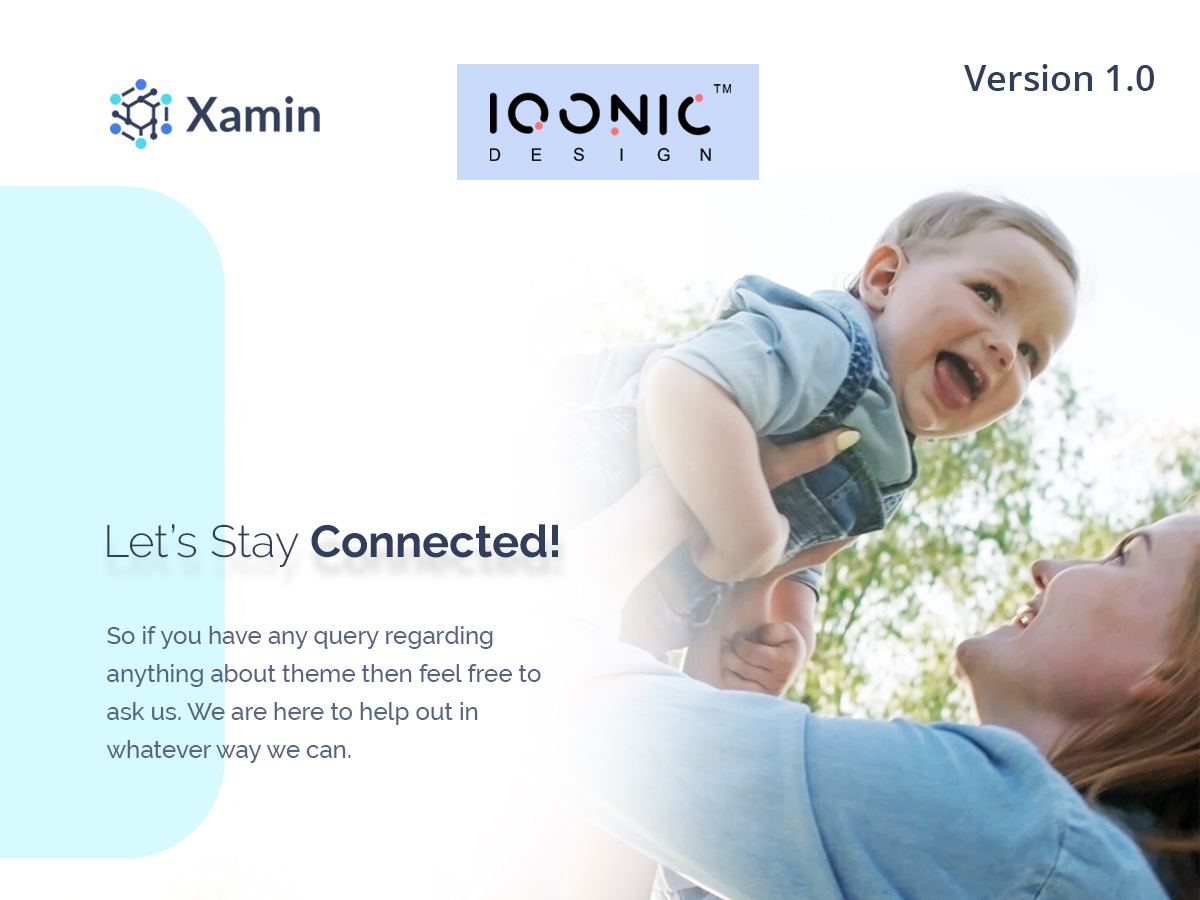 Xamin
IQONIC
TM
DESIGN
Version 1.0
Let's Stay Connected!
So if you have any query regarding
anything about theme then feel free to
ask us. We are here to help out in
whatever way we can.